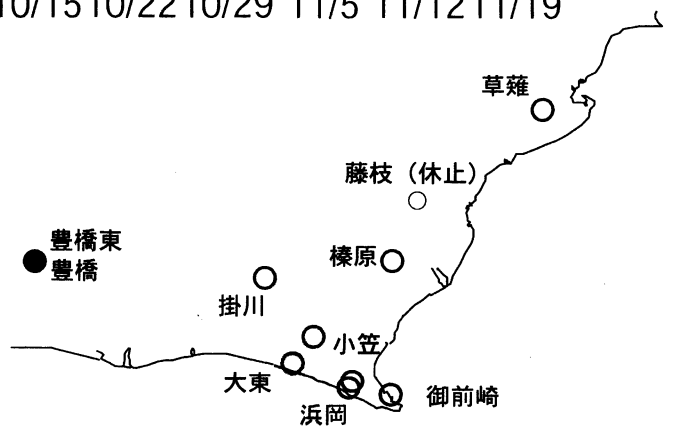 10/15 10/22 10/29 11/5 11/12 11/19
草薙
藤枝（休止）
豊橋東
豊橋
榛原
掛川
小笠
大東
浜岡
御前崎